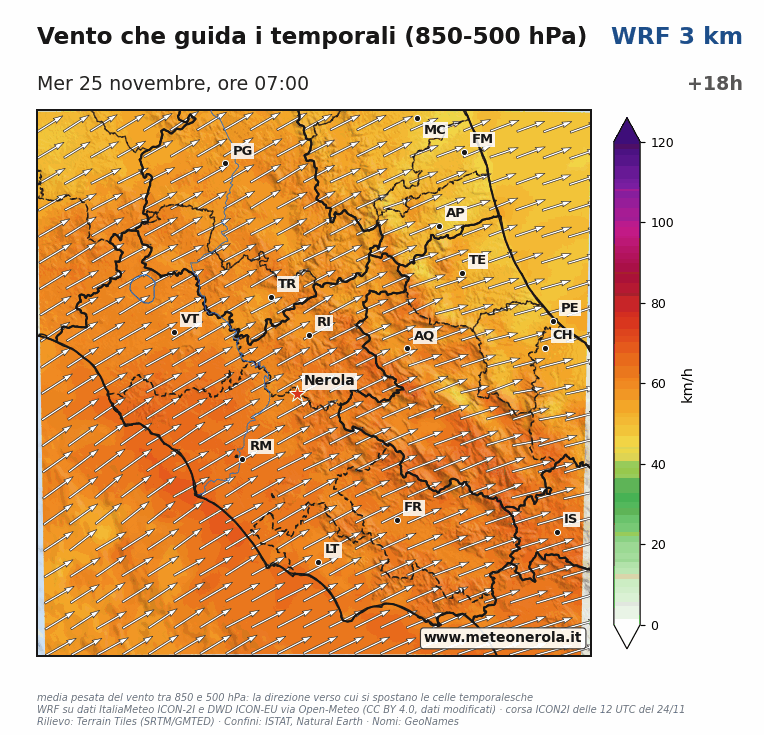 Vento che guida i temporali (850-500 hPa) WRF 3 km
Mer 25 novembre, ore 07:00 +18h
MC
FM
PG
AP
TE
TR
PE
VT
RI
CH
AQ
Nerola
RM
FR
IS
LT
www.meteonerola.it
120
100
80
60
40
20
0
km/h
media pesata del vento tra 850 e 500 hPa: la direzione verso cui si spostano le celle temporalesche
WRF su dati ItaliaMeteo ICON-2I e DWD ICON-EU via Open-Meteo (CC BY 4.0, dati modificati) · corsa ICON2I delle 12 UTC del 24/11
Rilievo: Terrain Tiles (SRTM/GMTED) · Confini: ISTAT, Natural Earth · Nomi: GeoNames